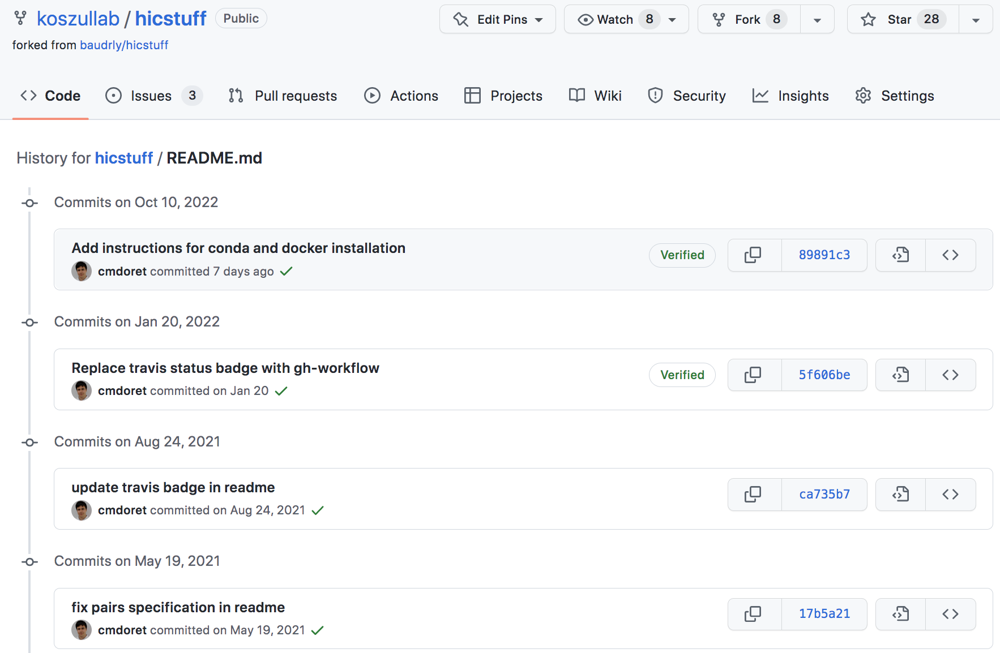 koszullab / hicstuff Public Edit Pins Watch 8 Fork 8 Star 28
forked from baudrly/hicstuff
Code Issues 3 Pull requests Actions Projects Wiki Security Insights Settings
History for hicstuff / README.md
Commits on Oct 10, 2022
Add instructions for conda and docker installation
cmdoret committed 7 days ago
Verified 89891c3
Commits on Jan 20, 2022
Replace travis status badge with gh-workflow
cmdoret committed on Jan 20
Verified 5f606be
Commits on Aug 24, 2021
update travis badge in readme
cmdoret committed on Aug 24, 2021
ca735b7
Commits on May 19, 2021
fix pairs specification in readme
cmdoret committed on May 19, 2021
17b5a21